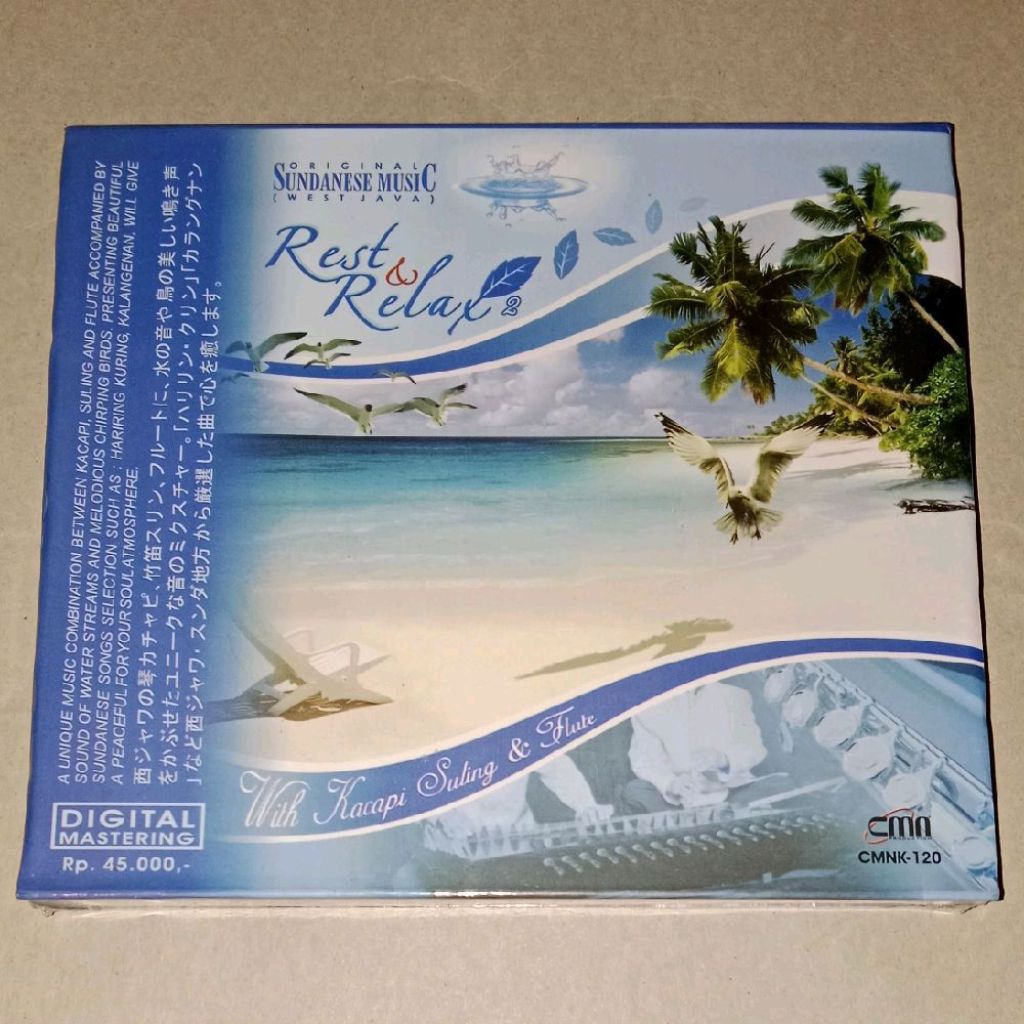 ORIGINAL
SUNDANESE MUSIC
(WEST JAVA)
Rest
&
Relax 2
A UNIQUE MUSIC COMBINATION BETWEEN KACAPI, SULING AND FLUTE ACCOMPANIED BY
SOUND OF WATER STREAMS AND MELODICIOUS CHIRPING BIRDS. PRESENTING BEAUTIFUL
SUNDANESE SONGS SELECTION SUCH AS : HARIRING KURING, KALANGENAN, WILL GIVE
A PEACEFUL FOR YOUR SOUL ATMOSPHERE.
西ジャワの琴カチャピ、竹笛スリン、フルートに、水の音や鳥の美しい鳴き声
をかぶせたユニークな音のミクスチャー。「ハリリン・クリン」「カラングナン
」など西ジャワ・スンダ地方から厳選した曲で心を癒します。
With Kacapi Suling & Flute
DIGITAL
MASTERING
Rp. 45.000,-
CMN
CMNK-120